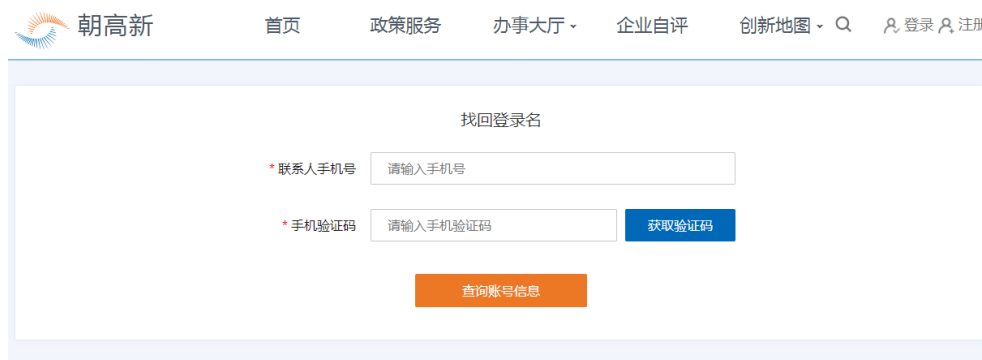 朝高新 首页 政策服务 办事大厅 企业自评 创新地图 登录 注册
找回登录名
* 联系人手机号 请输入手机号
* 手机验证码 请输入手机验证码 获取验证码
查询账号信息